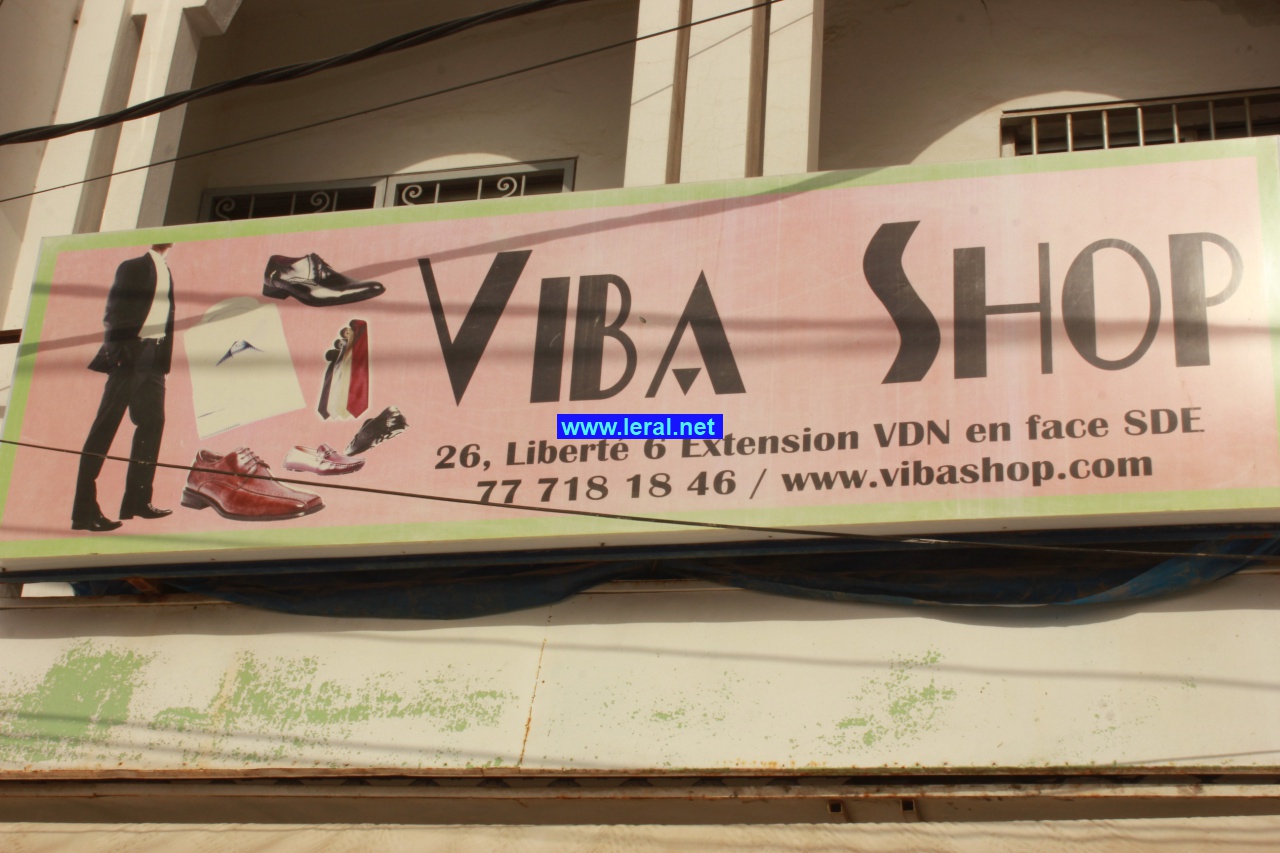 VIBA SHOP
www.leral.net
26, Liberté 6 Extension VDN en face SDE
77 718 18 46 / www.vibashop.com